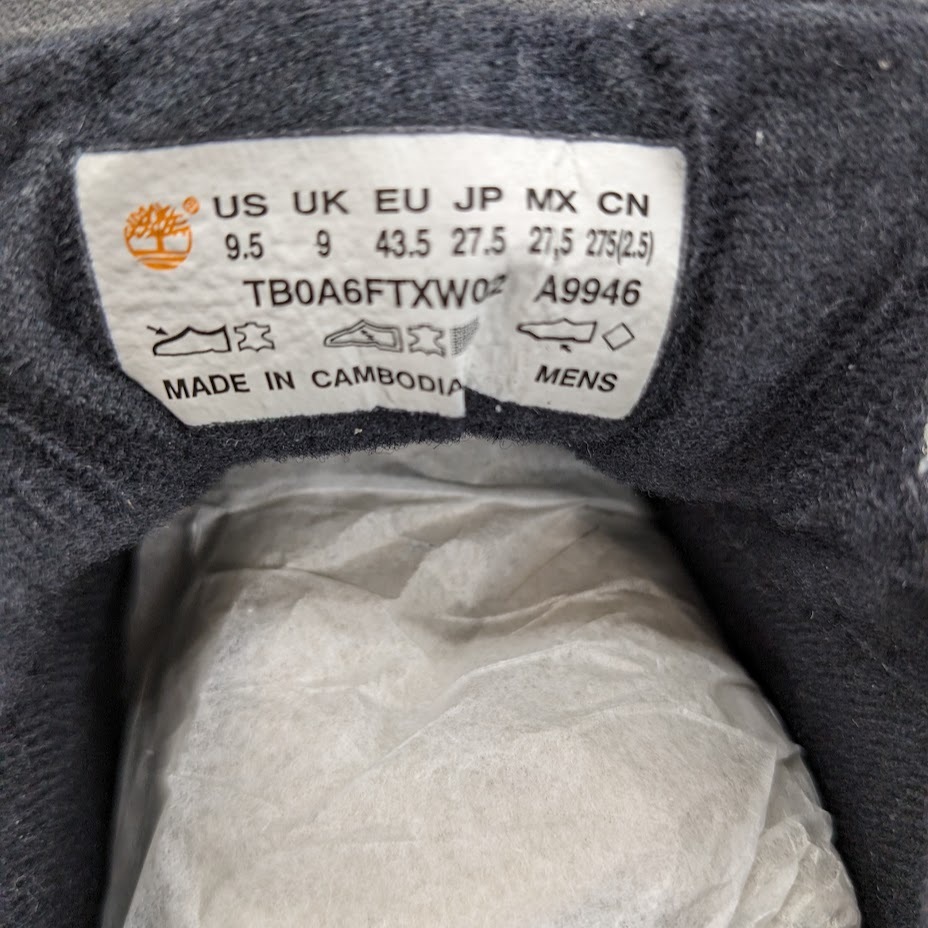 ® US UK EU JP MX CN
9.5 9 43.5 27.5 27,5 275(2.5)
TB0A6FTXW02 A9946
MADE IN CAMBODIA MENS